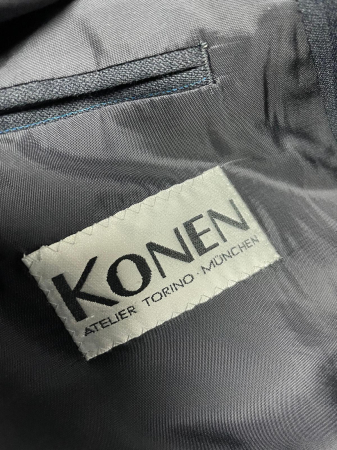 KONEN
ATELIER TORINO · MÜNCHEN